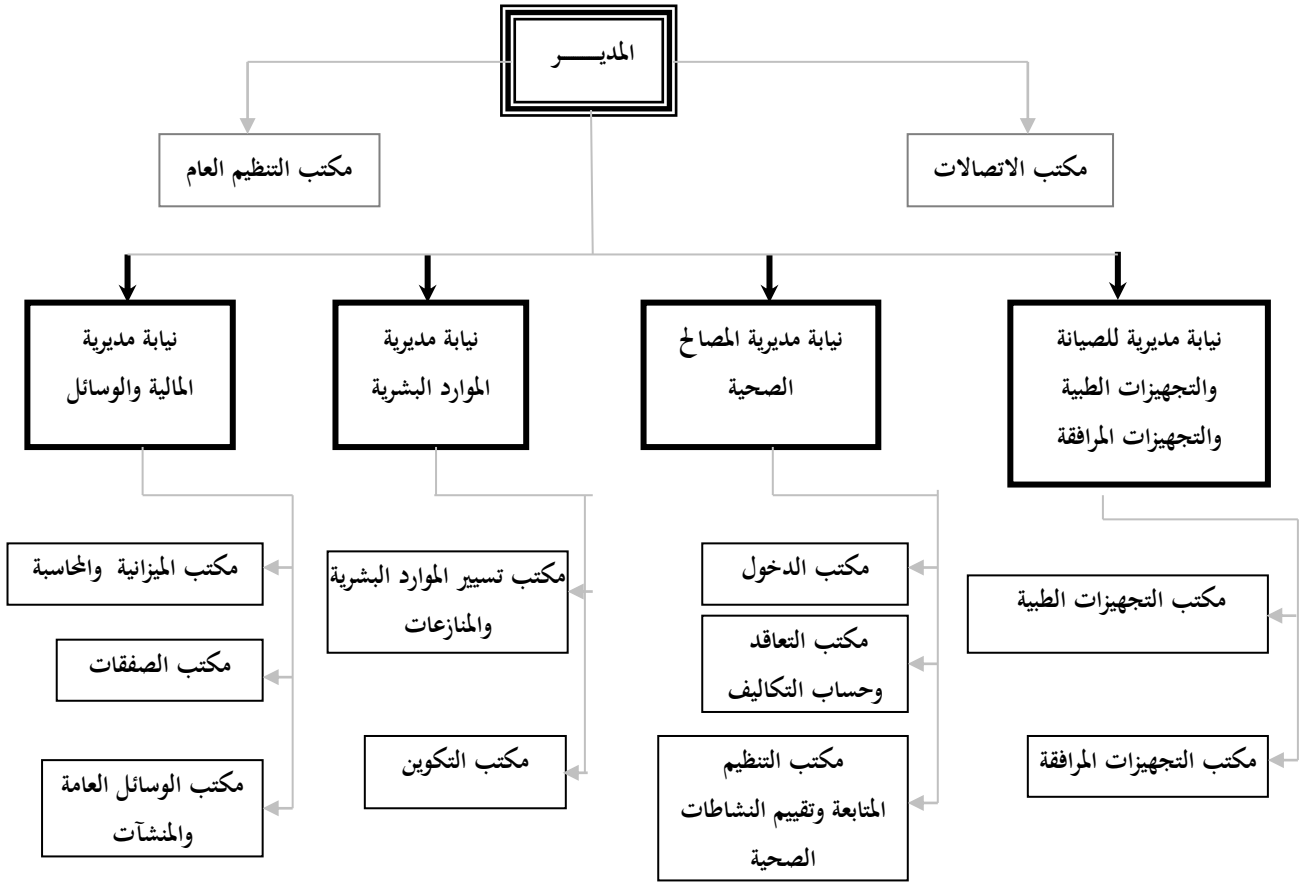 المديـــــــر
مكتب الاتصالات
مكتب التنظيم العام
نيابة مديرية للصيانة
والتجهيزات الطبية
والتجهيزات المرافقة
نيابة مديرية المصالح
الصحية
نيابة مديرية
الموارد البشرية
نيابة مديرية
المالية والوسائل
مكتب التجهيزات الطبية
مكتب التجهيزات المرافقة
مكتب الدخول
مكتب التعاقد
وحساب التكاليف
مكتب التنظيم
المتابعة وتقييم النشاطات
الصحية
مكتب تسيير الموارد البشرية
والمنازعات
مكتب التكوين
مكتب الميزانية والمحاسبة
مكتب الصفقات
مكتب الوسائل العامة
والمنشآت